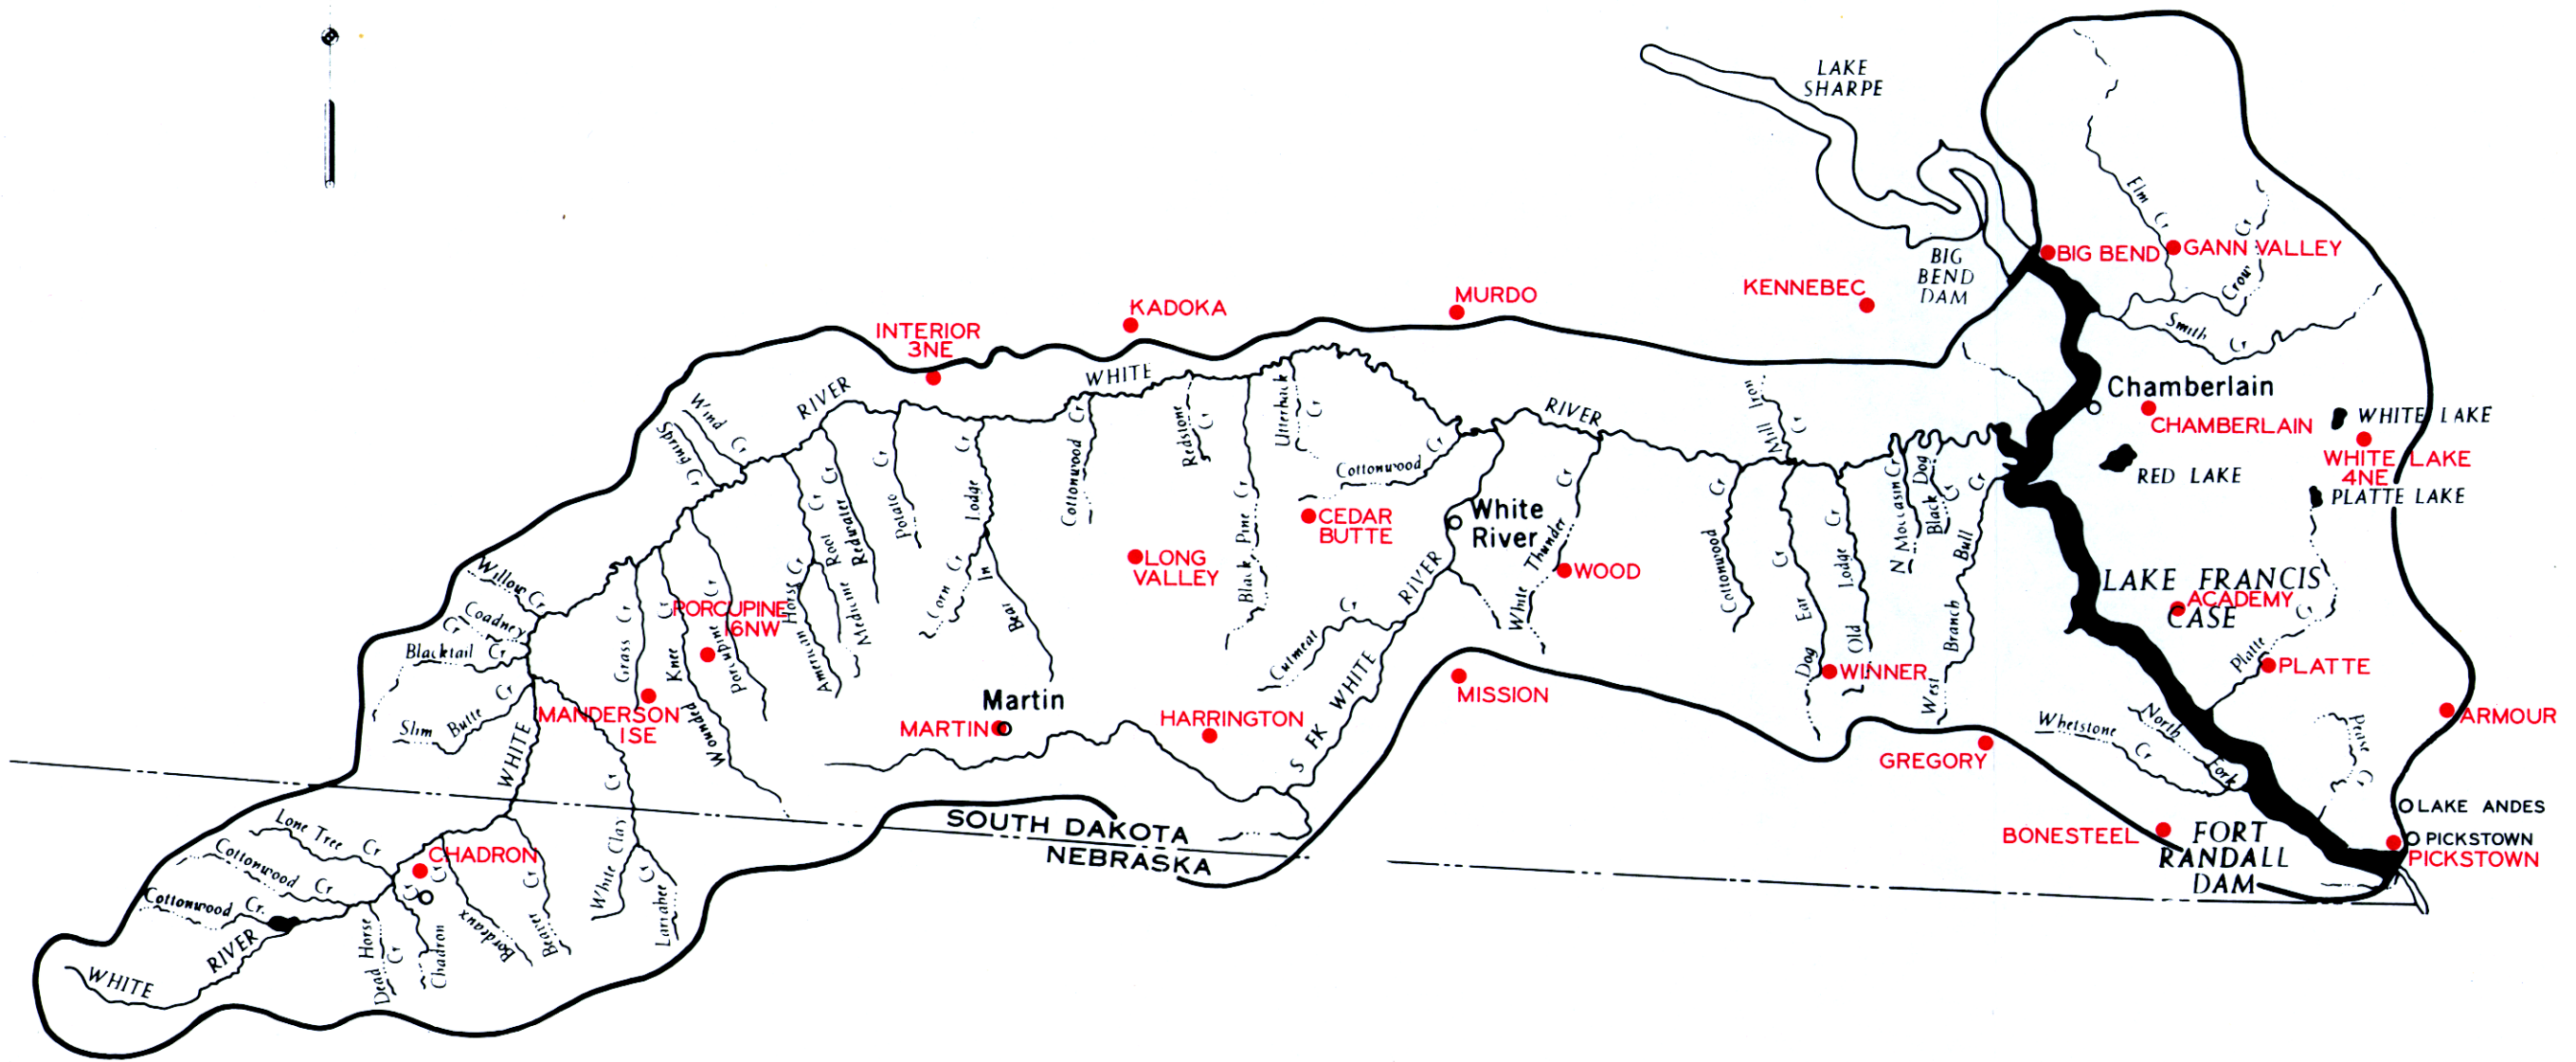 LAKE
SHARPE
Elm Cr
BIG BEND
GANN VALLEY
Crow Cr
BIG
BEND
DAM
KENNEBEC
MURDO
KADOKA
INTERIOR
3NE
Smith Cr
WHITE RIVER
RIVER
Wind Cr
Springs Cr
Chamberlain
CHAMBERLAIN
WHITE LAKE
WHITE LAKE
4NE
RED LAKE
PLATTE LAKE
Medicine Root Cr
Redwater Cr
Potato Cr
Lodge Cr
Cottonwood Cr
Redstone Cr
Black Pine Cr
Utterback Cr
Cottonwood Cr
Mill Iron Cr
N Moccasin Cr
Black Dog Cr
CEDAR
BUTTE
White
River
White Thunder Cr
WOOD
Cottonwood Cr
Dog Ear Cr
Old Lodge Cr
West Branch Bull Cr
LONG
VALLEY
LAKE FRANCIS
CASE
ACADEMY
Willow Cr
Coadney Cr
Blacktail Cr
Slim Butte Cr
Grass Cr
Wounded Knee Cr
PORCUPINE
16NW
Porcupine Cr
American Horse Cr
Corn Cr
Bear In
Cutmeat Cr
S FK WHITE RIVER
Platte Cr
PLATTE
WINNER
MISSION
MANDERSON
1SE
Martin
MARTIN
HARRINGTON
ARMOUR
Whetstone Cr
North Fork
Pease Cr
GREGORY
WHITE
White Clay Cr
LAKE ANDES
PICKSTOWN
PICKSTOWN
BONESTEEL
FORT
RANDALL
DAM
SOUTH DAKOTA
NEBRASKA
Lone Tree Cr
CHADRON
Cottonwood Cr
Cottonwood Cr.
Dead Horse Cr
Chadron Cr
Bordeaux Cr
Beaver Cr
Larrabee Cr
WHITE RIVER